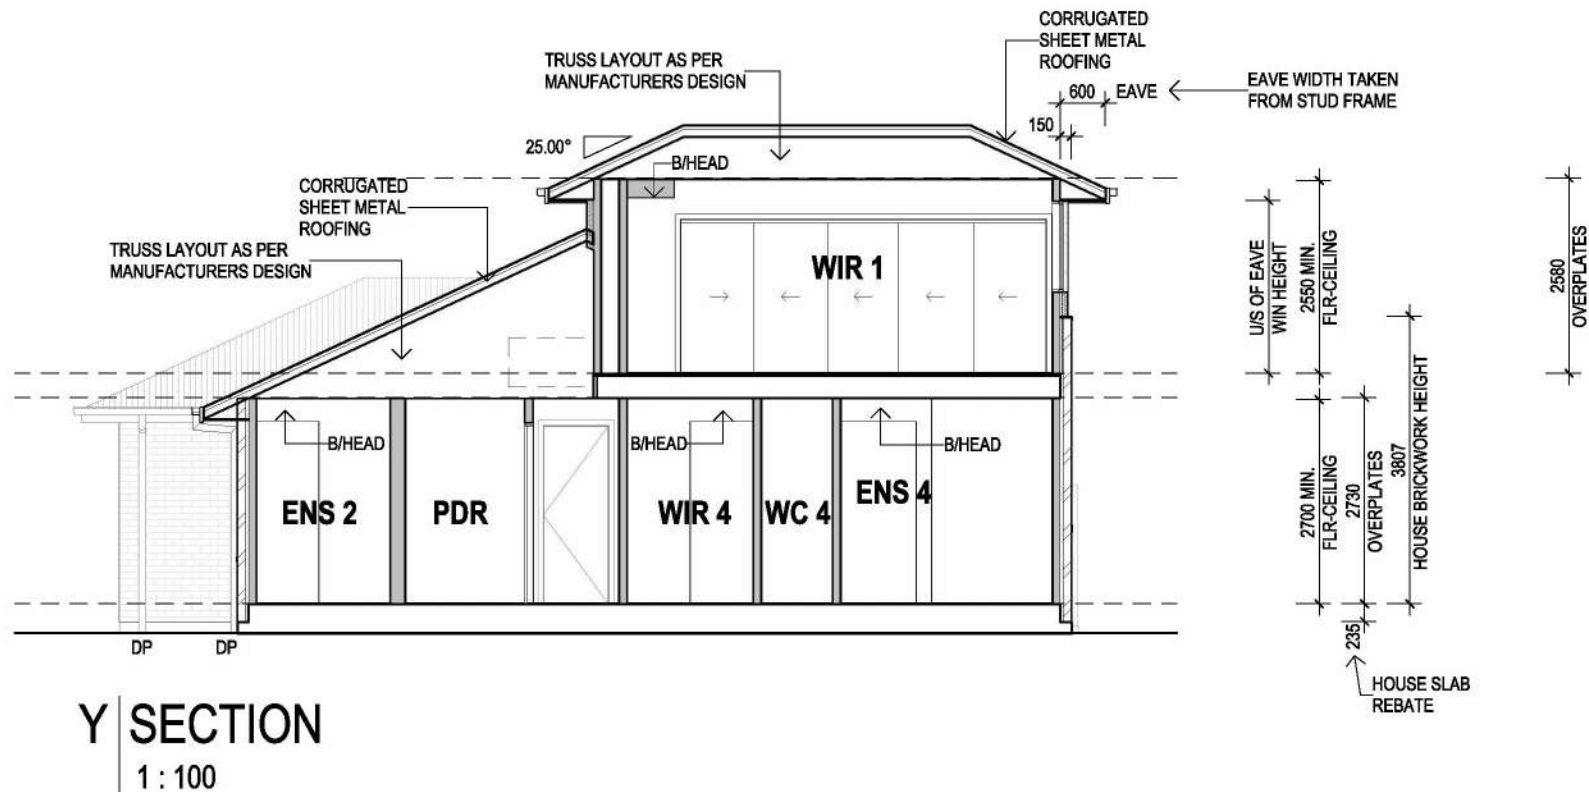 CORRUGATED
SHEET METAL
ROOFING
TRUSS LAYOUT AS PER
MANUFACTURERS DESIGN
600
EAVE
EAVE WIDTH TAKEN
FROM STUD FRAME
150
25.00°
B/HEAD
CORRUGATED
SHEET METAL
ROOFING
TRUSS LAYOUT AS PER
MANUFACTURERS DESIGN
WIR 1
U/S OF EAVE
WIN HEIGHT
2550 MIN.
FLR-CEILING
2580
OVERPLATES
B/HEAD
B/HEAD
B/HEAD
ENS 2
PDR
WIR 4
WC 4
ENS 4
2700 MIN.
FLR-CEILING
2730
OVERPLATES
3807
HOUSE BRICKWORK HEIGHT
DP
DP
235
HOUSE SLAB
REBATE
Y SECTION
1 : 100